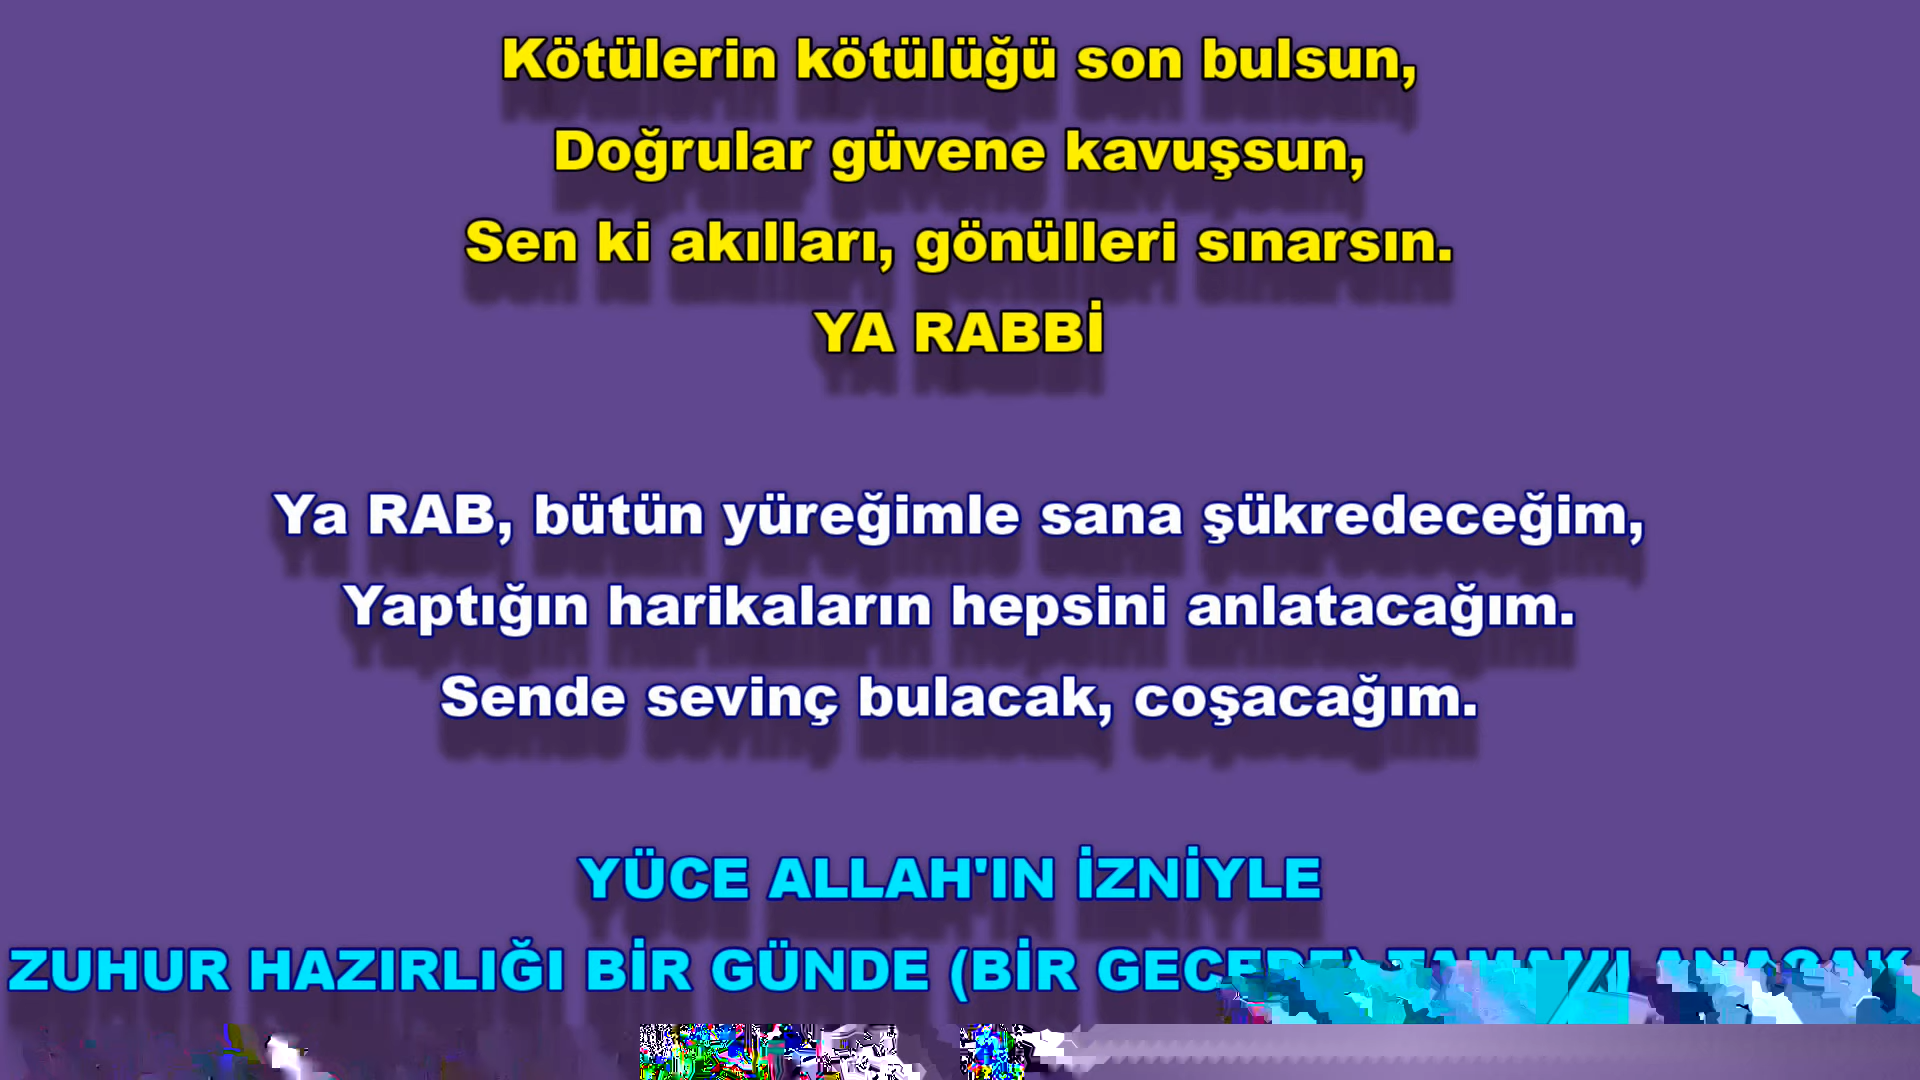 Kötülerin kötülüğü son bulsun,
Doğrular güvene kavuşsun,
Sen ki akılları, gönülleri sınarsın.
YA RABBİ
Ya RAB, bütün yüreğimle sana şükredeceğim,
Yaptığın harikaların hepsini anlatacağım.
Sende sevinç bulacak, coşacağım.
YÜCE ALLAH'IN İZNİYLE
ZUHUR HAZIRLIĞI BİR GÜNDE (BİR GECEDE) TAMAMLANACAK